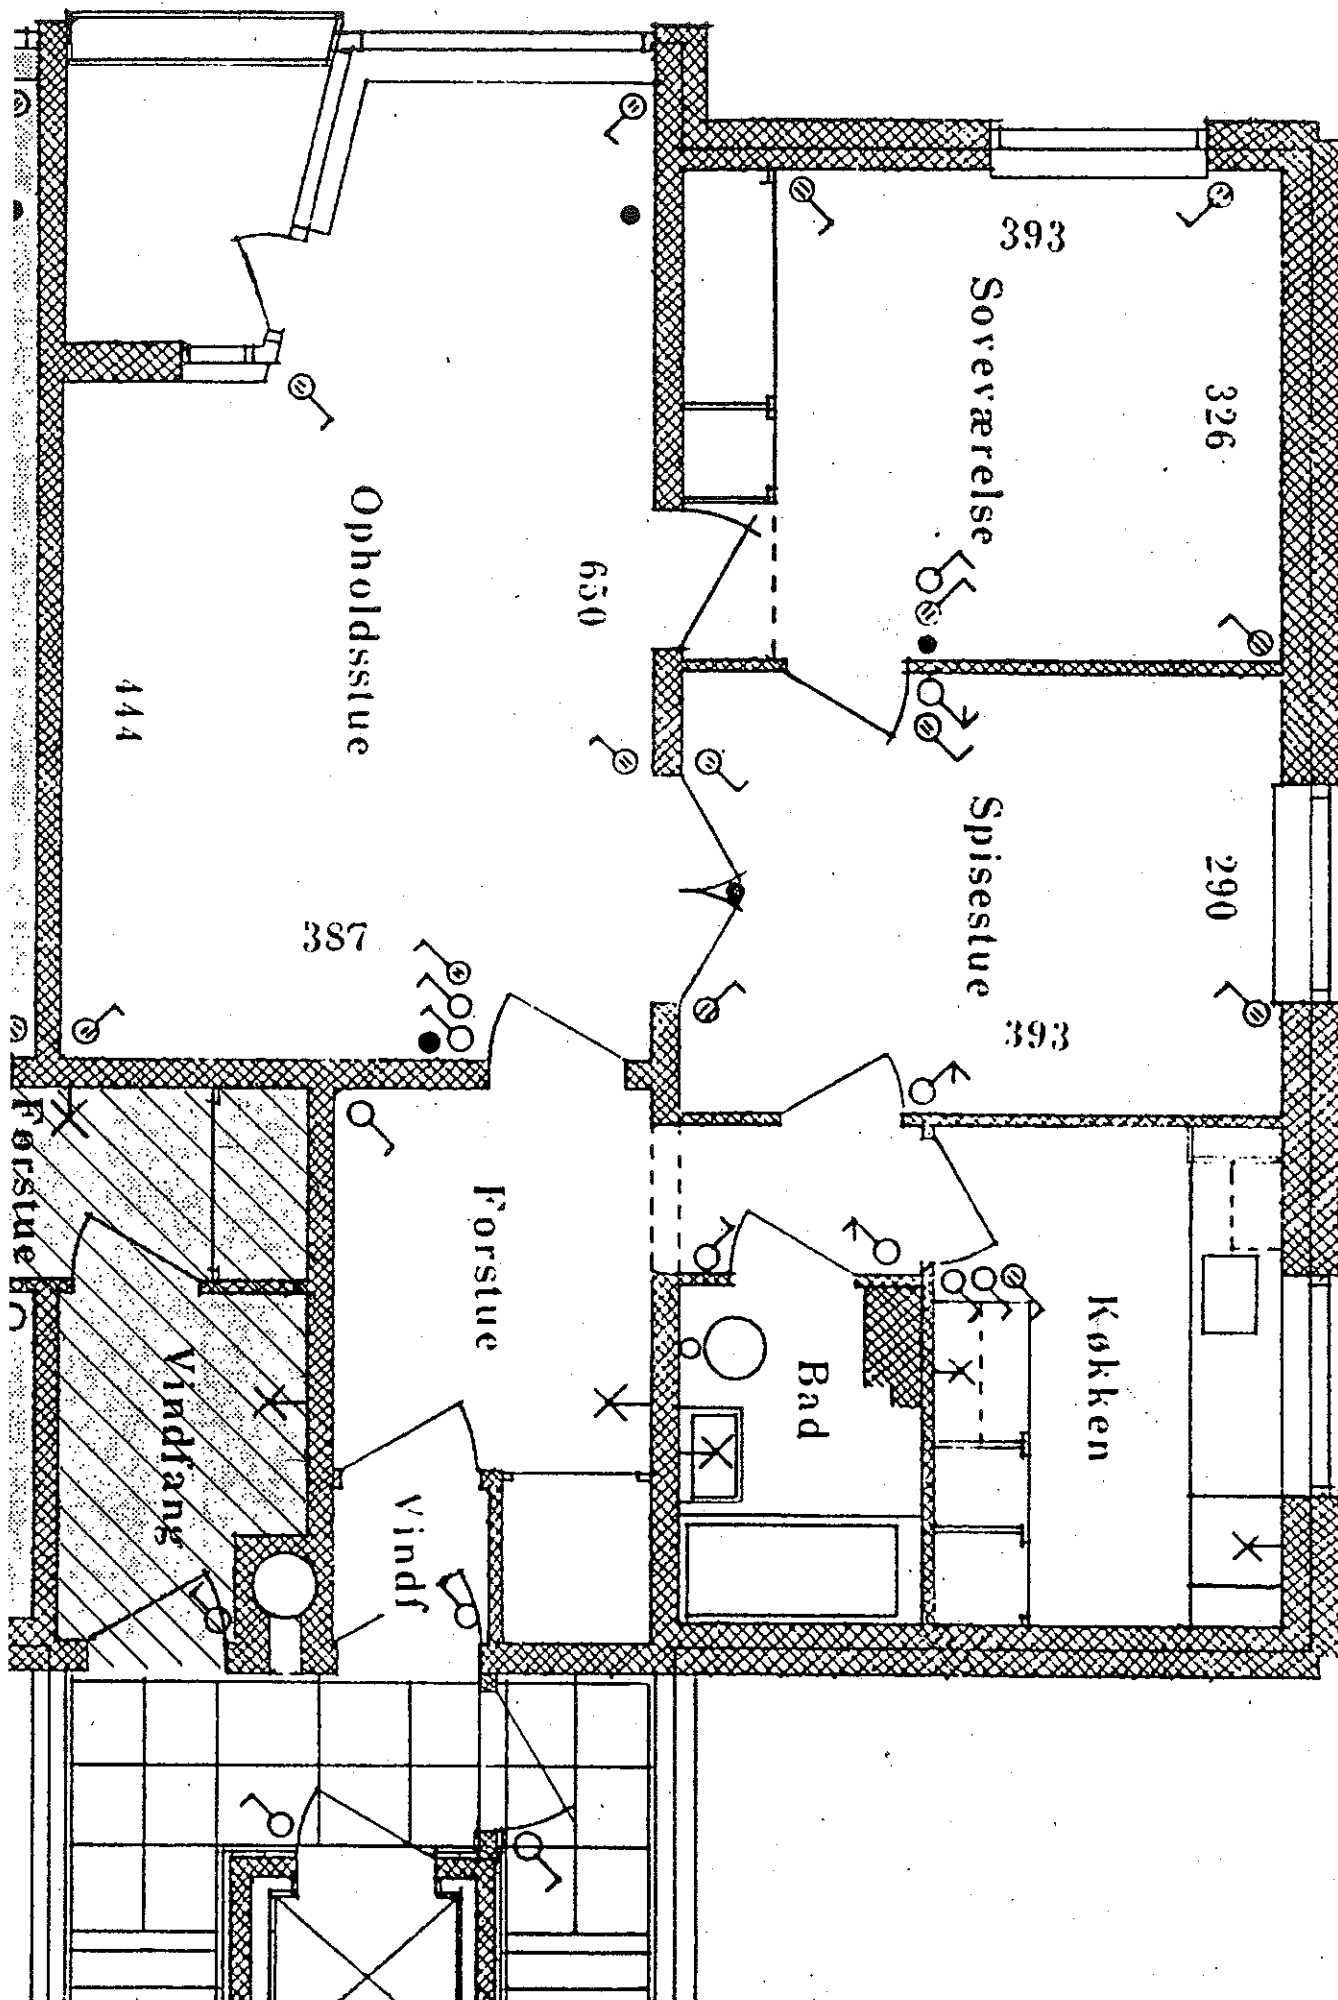 393
Soveværelse
326
Opholdsstue
650
444
387
Spisestue
290
393
Forstue
Forstue
Vindfang
Vindf
Bad
Køkken